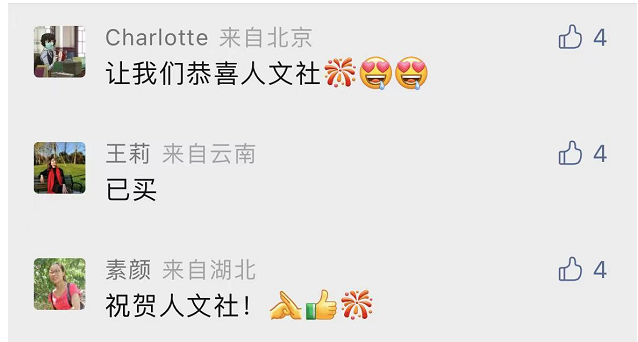 Charlotte 来自北京 4
让我们恭喜人文社🎆😍😍
王莉 来自云南 4
已买
素颜 来自湖北 4
祝贺人文社！👏👍🎆